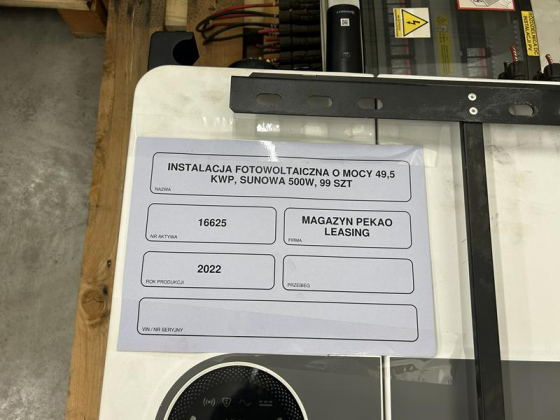 INSTALACJA FOTOWOLTAICZNA O MOCY 49,5
KWP, SUNOWA 500W, 99 SZT
NAZWA
16625
NR AKTYWA
MAGAZYN PEKAO
LEASING
FIRMA
2022
ROK PRODUKCJI
PRZEBIEG
VIN / NR SERYJNY